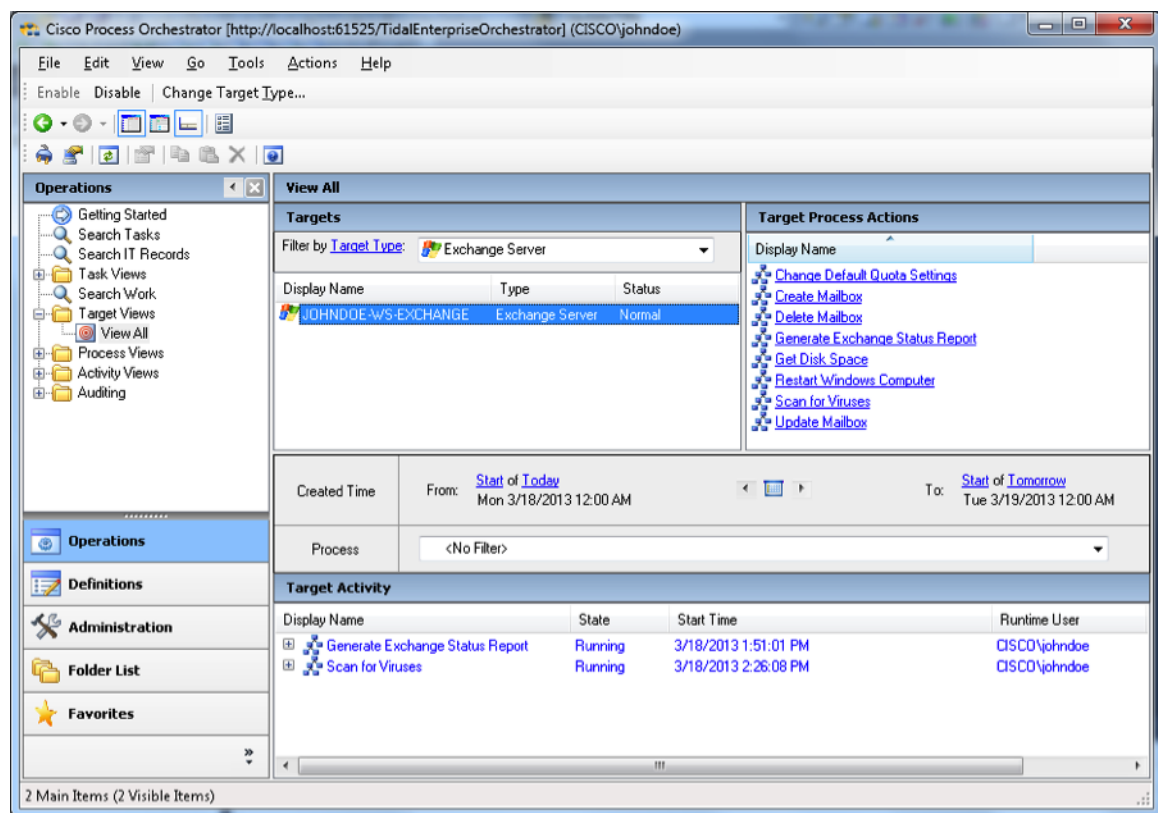 Cisco Process Orchestrator [http://localhost:61525/TidalEnterpriseOrchestrator] (CISCO\johndoe)
File Edit View Go Tools Actions Help
Enable Disable Change Target Type...
Operations
Getting Started
Search Tasks
Search IT Records
Task Views
Search Work
Target Views
View All
Process Views
Activity Views
Auditing
Operations
Definitions
Administration
Folder List
Favorites
View All
Targets
Filter by Target Type: Exchange Server
Display Name Type Status
JOHNDOE-WS-EXCHANGE Exchange Server Normal
Target Process Actions
Display Name
Change Default Quota Settings
Create Mailbox
Delete Mailbox
Generate Exchange Status Report
Get Disk Space
Restart Windows Computer
Scan for Viruses
Update Mailbox
Created Time From: Start of Today To: Start of Tomorrow
Mon 3/18/2013 12:00 AM Tue 3/19/2013 12:00 AM
Process <No Filter>
Target Activity
Display Name State Start Time Runtime User
Generate Exchange Status Report Running 3/18/2013 1:51:01 PM CISCO\johndoe
Scan for Viruses Running 3/18/2013 2:26:08 PM CISCO\johndoe
2 Main Items (2 Visible Items)